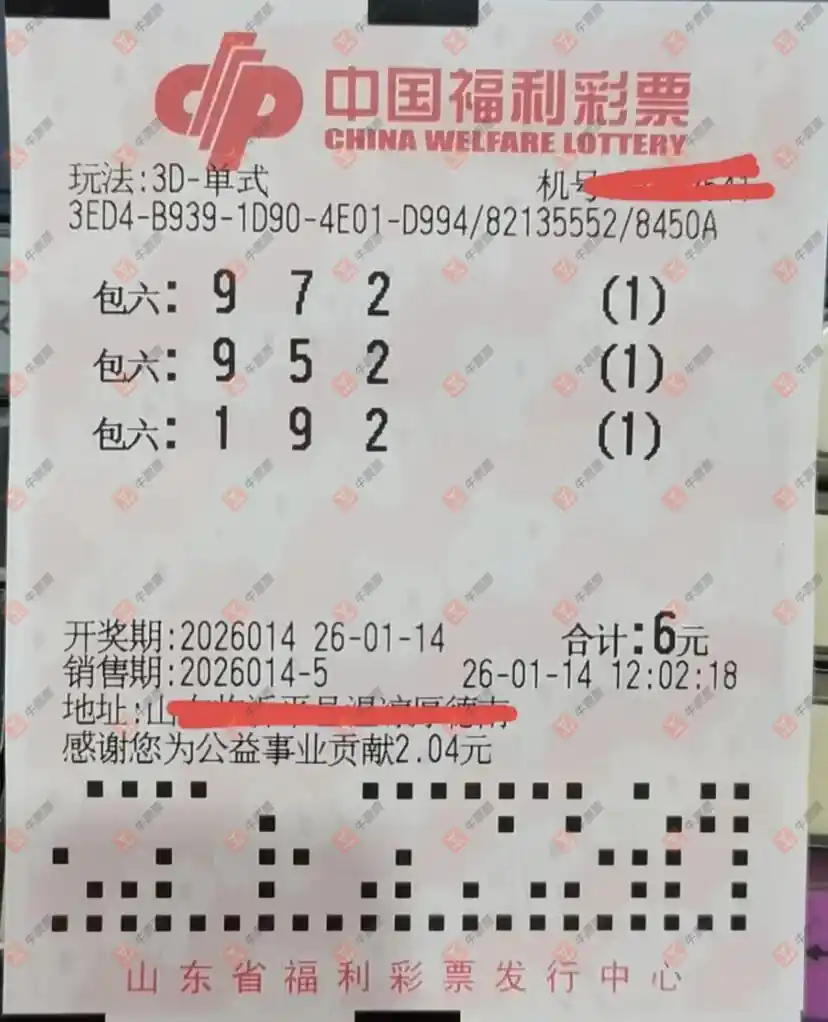 中国福利彩票
CHINA WELFARE LOTTERY
玩法:3D-单式 机号
3ED4-B939-1D90-4E01-D994/82135552/8450A
包六: 9 7 2 (1)
包六: 9 5 2 (1)
包六: 1 9 2 (1)
开奖期:2026014 26-01-14 合计:6元
销售期:2026014-5 26-01-14 12:02:18
地址:山
感谢您为公益事业贡献2.04元
山东省福利彩票发行中心